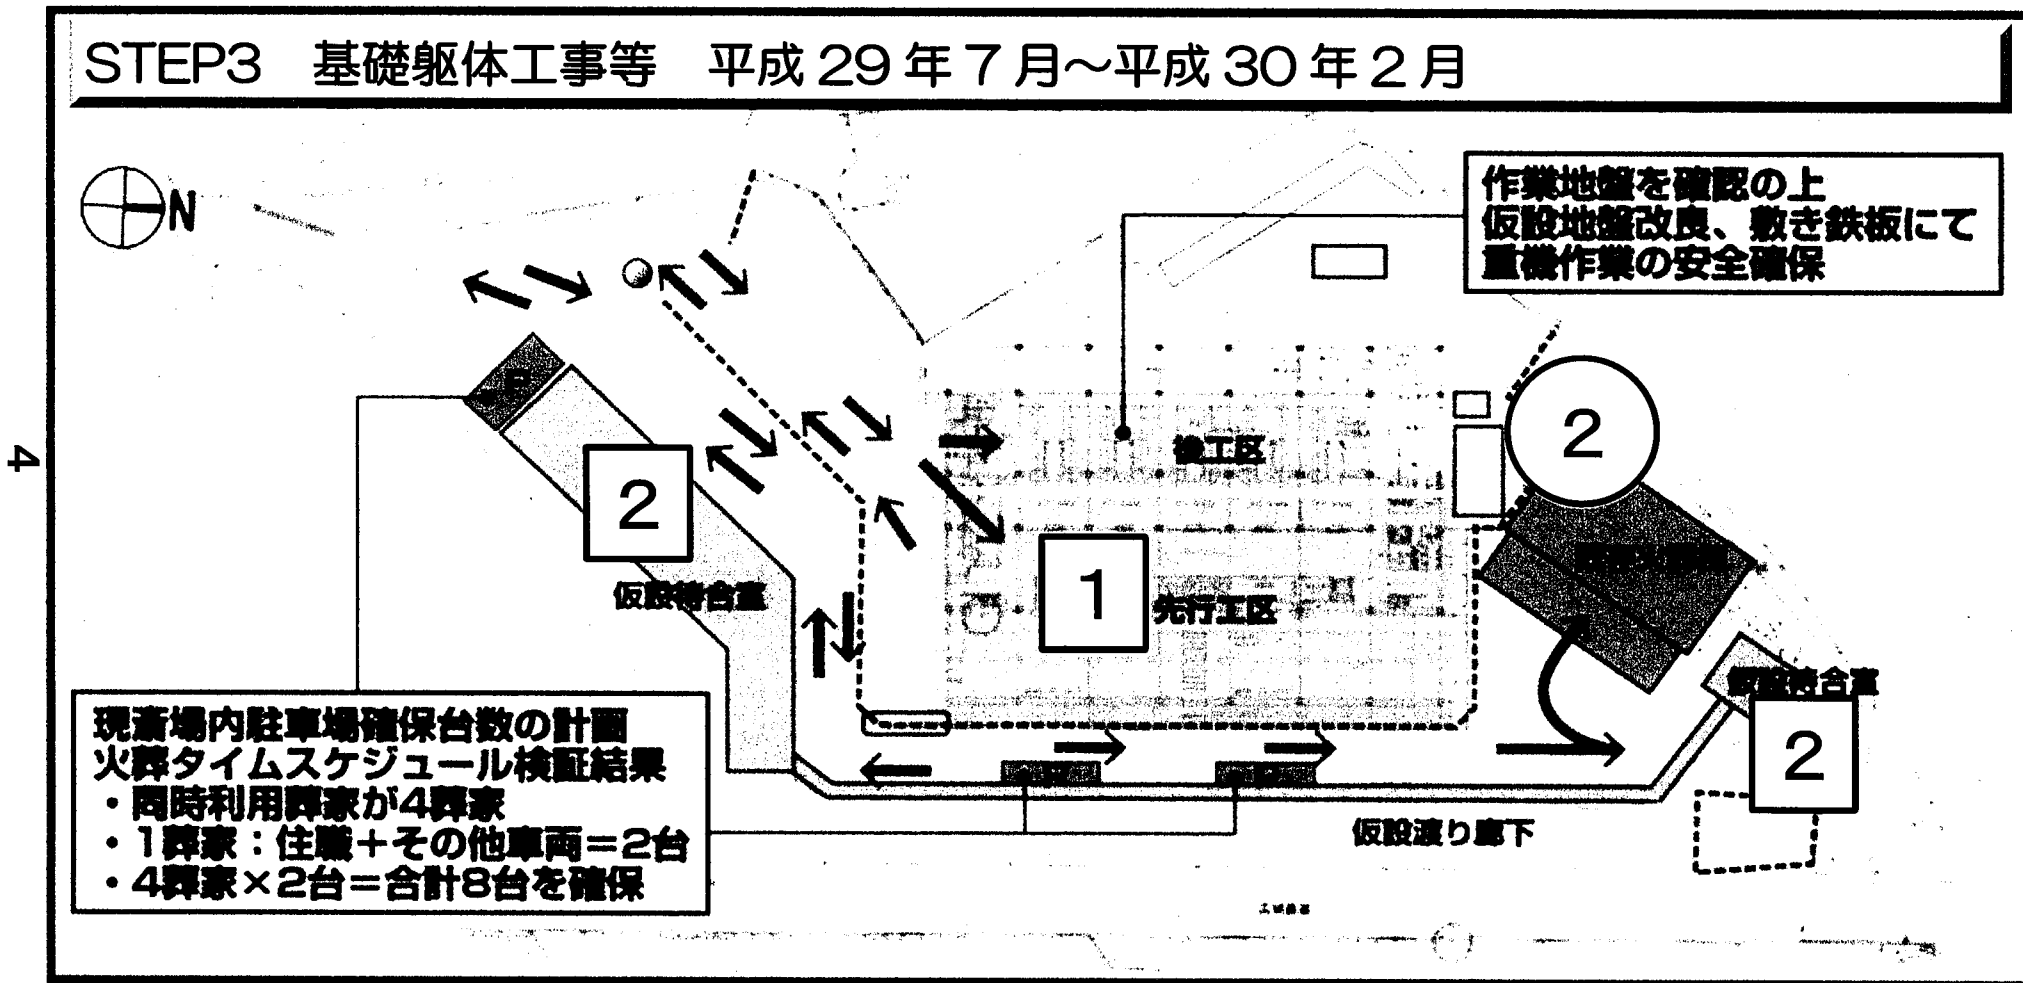 STEP3 基礎躯体工事等 平成29年7月～平成30年2月
N
作業地盤を確認の上
仮設地盤改良、敷き鉄板にて
重機作業の安全確保
P
2
後工区
2
仮設待合室
1
先行工区
仮設待合室
2
現斎場内駐車場確保台数の計画
火葬タイムスケジュール検証結果
・同時利用葬家が4葬家
・1葬家：住職＋その他車両＝2台
・4葬家×2台＝合計8台を確保
P
P
仮設渡り廊下
4